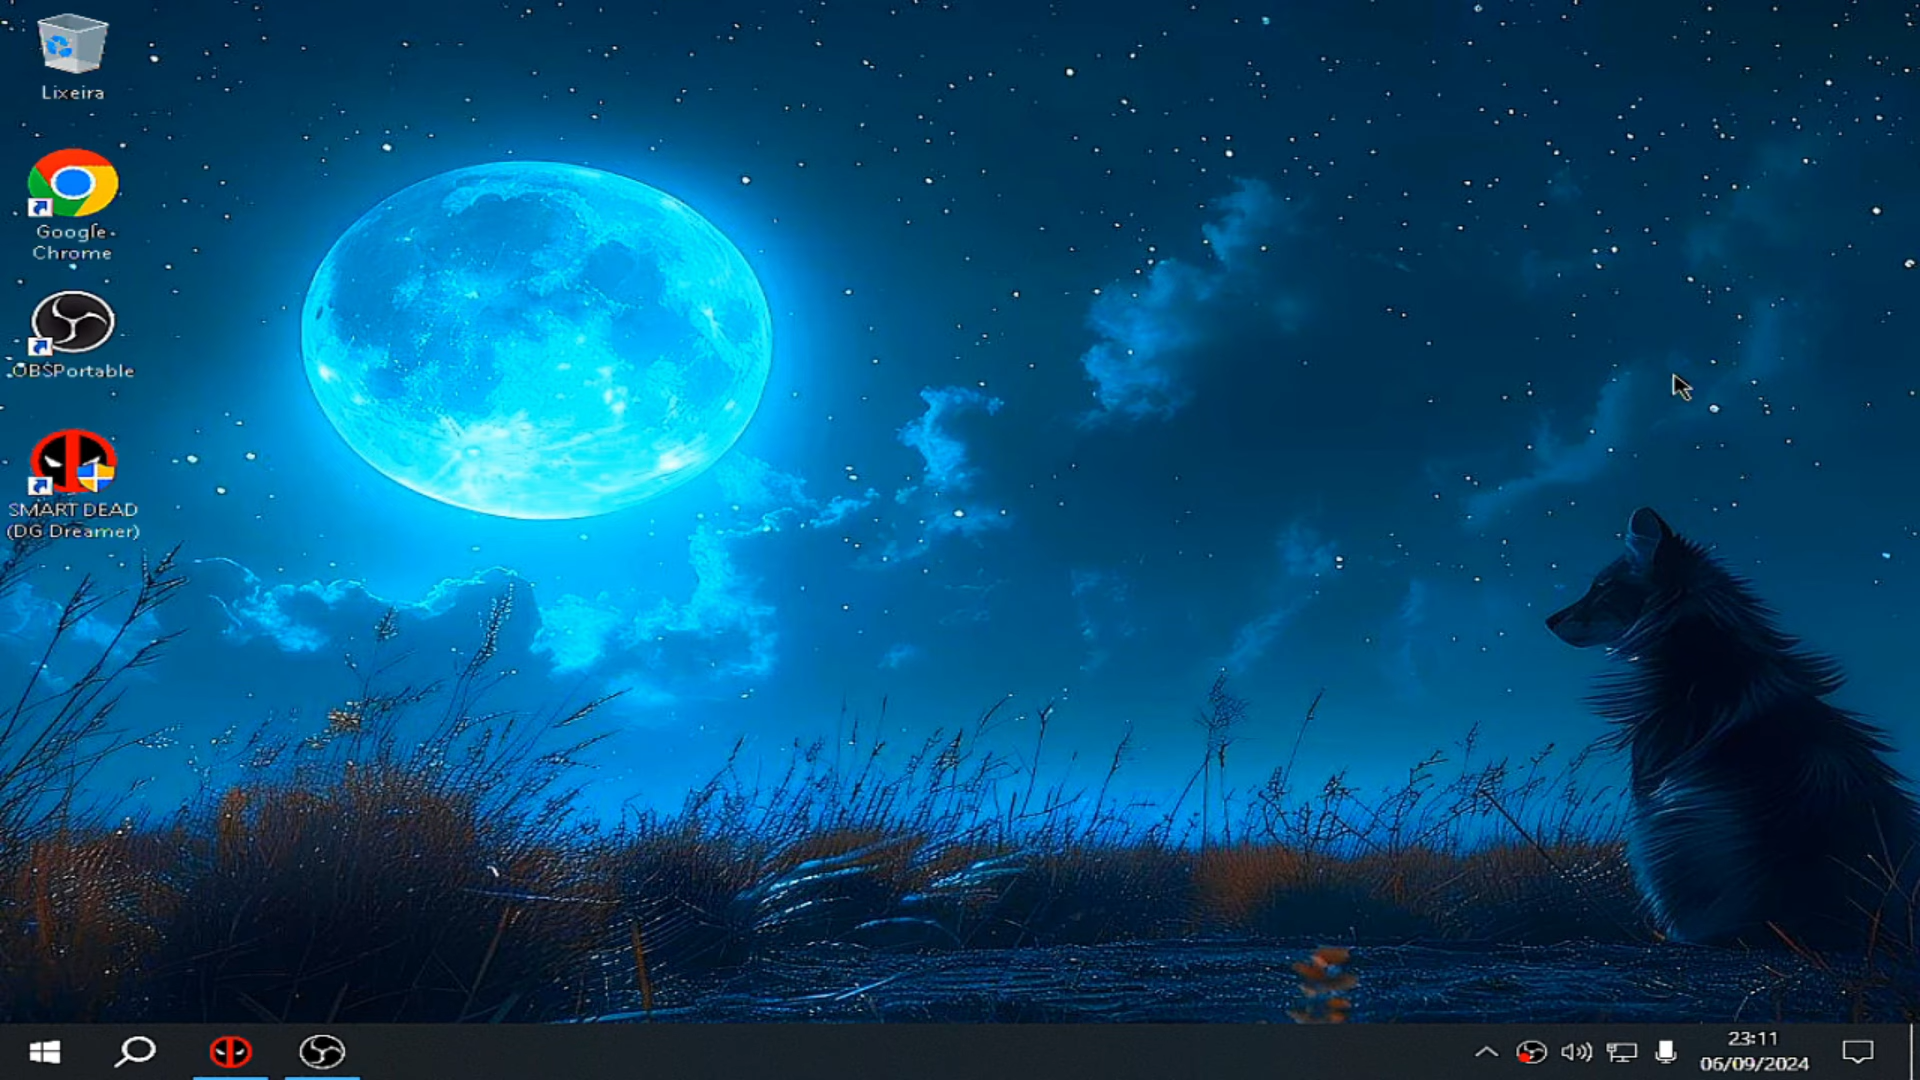 Lixeira
Google
Chrome
OBSPortable
SMART DEAD
(DG Dreamer)
23:11
06/09/2024